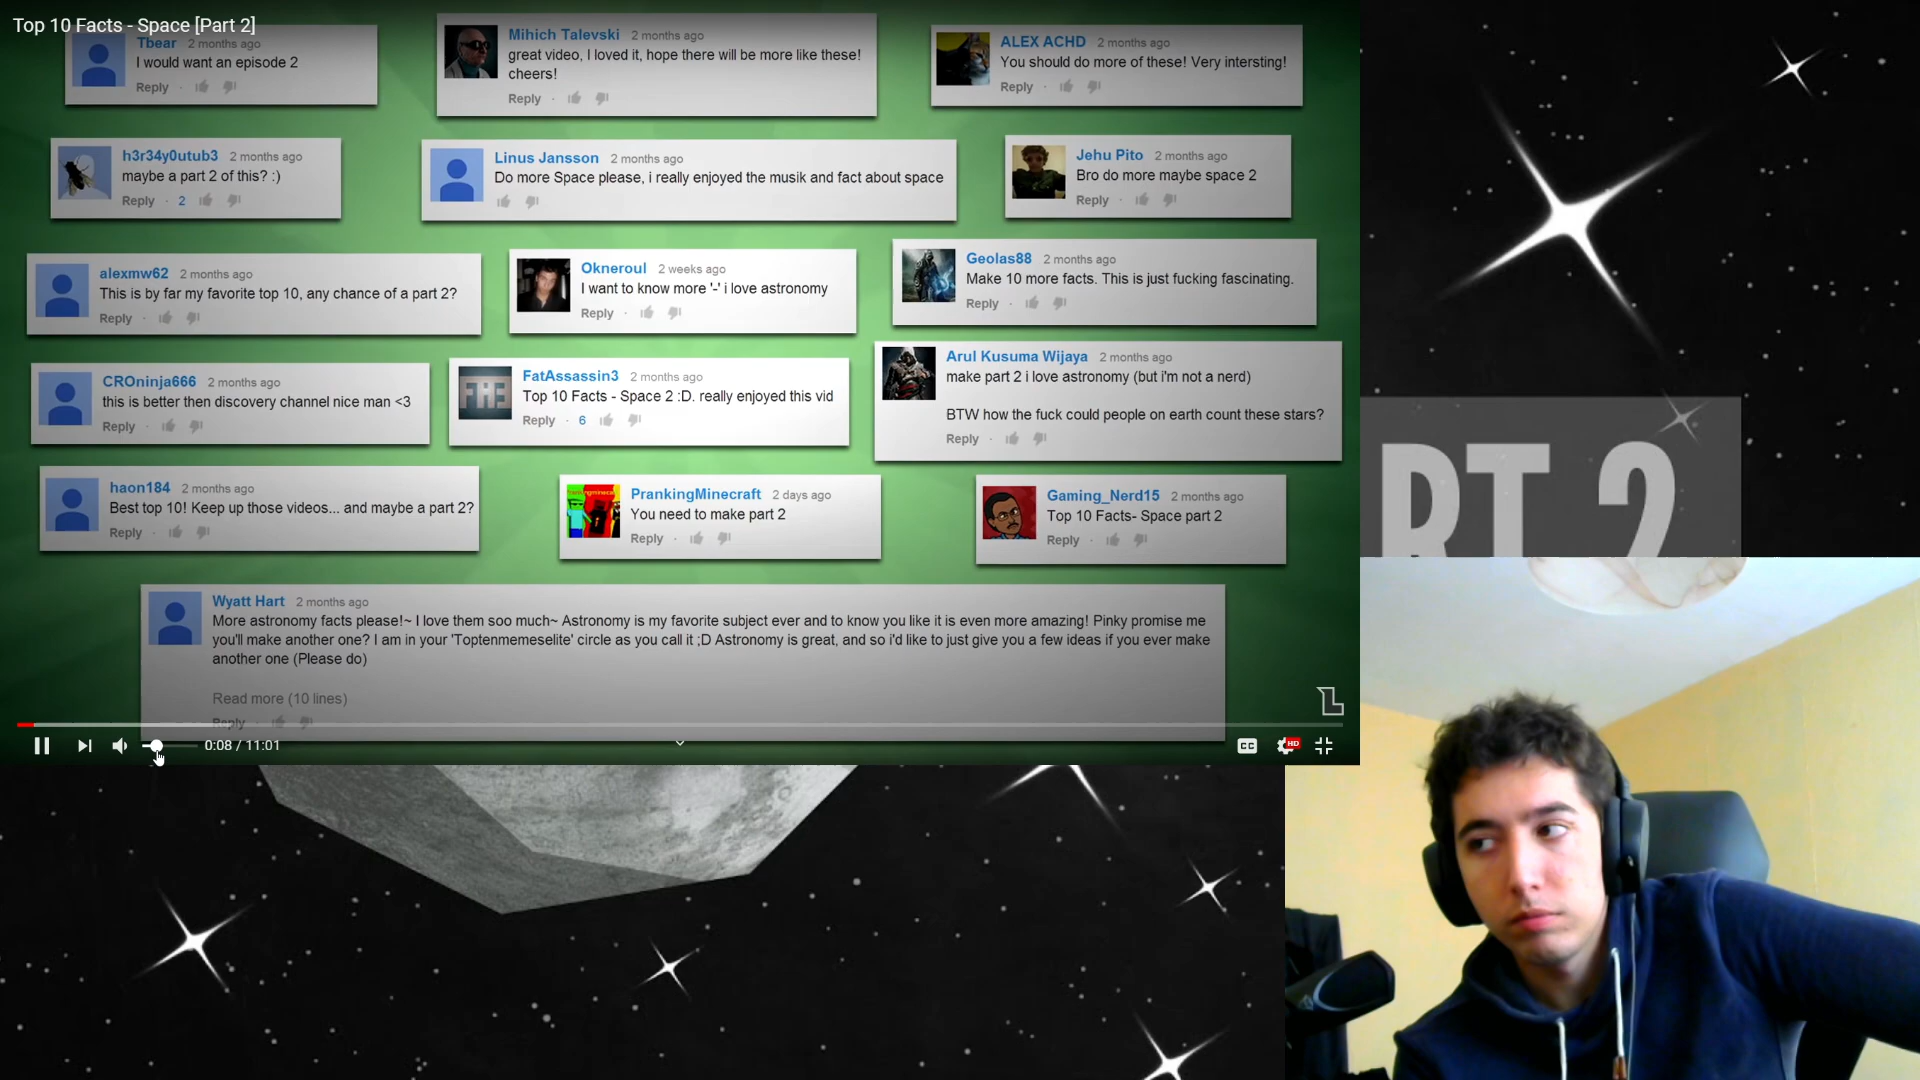 Top 10 Facts - Space [Part 2]
Tbear 2 months ago
I would want an episode 2
Reply
Mihich Talevski 2 months ago
great video, I loved it, hope there will be more like these!
cheers!
Reply
ALEX ACHD 2 months ago
You should do more of these! Very intersting!
Reply
h3r34y0utub3 2 months ago
maybe a part 2 of this? :)
Reply · 2
Linus Jansson 2 months ago
Do more Space please, i really enjoyed the musik and fact about space
Jehu Pito 2 months ago
Bro do more maybe space 2
Reply
alexmw62 2 months ago
This is by far my favorite top 10, any chance of a part 2?
Reply
Okneroul 2 weeks ago
I want to know more '-' i love astronomy
Reply
Geolas88 2 months ago
Make 10 more facts. This is just fucking fascinating.
Reply
CROninja666 2 months ago
this is better then discovery channel nice man <3
Reply
FatAssassin3 2 months ago
Top 10 Facts - Space 2 :D. really enjoyed this vid
Reply · 6
Arul Kusuma Wijaya 2 months ago
make part 2 i love astronomy (but i'm not a nerd)
BTW how the fuck could people on earth count these stars?
Reply
haon184 2 months ago
Best top 10! Keep up those videos... and maybe a part 2?
Reply
PrankingMinecraft 2 days ago
You need to make part 2
Reply
Gaming_Nerd15 2 months ago
Top 10 Facts- Space part 2
Reply
Wyatt Hart 2 months ago
More astronomy facts please!~ I love them soo much~ Astronomy is my favorite subject ever and to know you like it is even more amazing! Pinky promise me
you'll make another one? I am in your 'Toptenmemeselite' circle as you call it ;D Astronomy is great, and so i'd like to just give you a few ideas if you ever make
another one (Please do)
Read more (10 lines)
Reply
0:08 / 11:01
CC
HD
RT 2